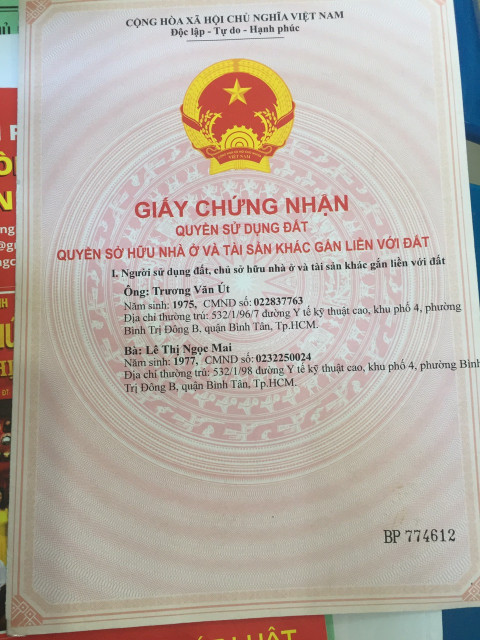 CỘNG HÒA XÃ HỘI CHỦ NGHĨA VIỆT NAM
Độc lập - Tự do - Hạnh phúc
VIỆT NAM
GIẤY CHỨNG NHẬN
QUYỀN SỬ DỤNG ĐẤT
QUYỀN SỞ HỮU NHÀ Ở VÀ TÀI SẢN KHÁC GẮN LIỀN VỚI ĐẤT
I. Người sử dụng đất, chủ sở hữu nhà ở và tài sản khác gắn liền với đất
Ông: Trương Văn Út
Năm sinh: 1975, CMND số: 022837763
Địa chỉ thường trú: 532/1/96/7 đường Y tế kỹ thuật cao, khu phố 4, phường
Bình Trị Đông B, quận Bình Tân, Tp.HCM.
Bà: Lê Thị Ngọc Mai
Năm sinh: 1977, CMND số: 0232250024
Địa chỉ thường trú: 532/1/98 đường Y tế kỹ thuật cao, khu phố 4, phường Bình
Trị Đông B, quận Bình Tân, Tp.HCM.
BP 774612